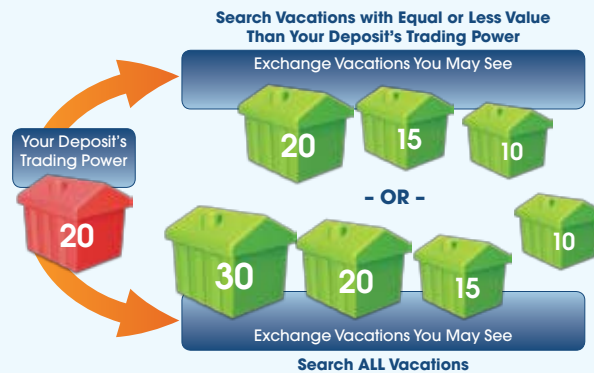 Search Vacations with Equal or Less Value
Than Your Deposit's Trading Power
Exchange Vacations You May See
20
15
10
Your Deposit's
Trading Power
20
– OR –
30
20
15
10
Exchange Vacations You May See
Search ALL Vacations